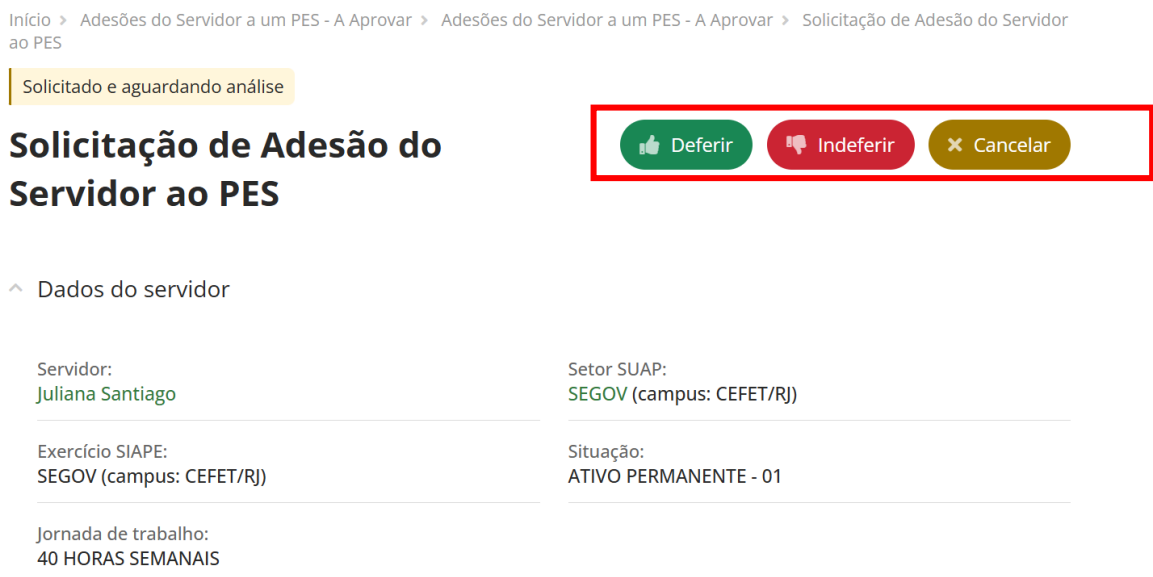 Início > Adesões do Servidor a um PES - A Aprovar > Adesões do Servidor a um PES - A Aprovar > Solicitação de Adesão do Servidor
ao PES
Solicitado e aguardando análise
Solicitação de Adesão do
Servidor ao PES
Deferir
Indeferir
Cancelar
Dados do servidor
Servidor:
Juliana Santiago
Setor SUAP:
SEGOV (campus: CEFET/RJ)
Exercício SIAPE:
SEGOV (campus: CEFET/RJ)
Situação:
ATIVO PERMANENTE - 01
Jornada de trabalho:
40 HORAS SEMANAIS